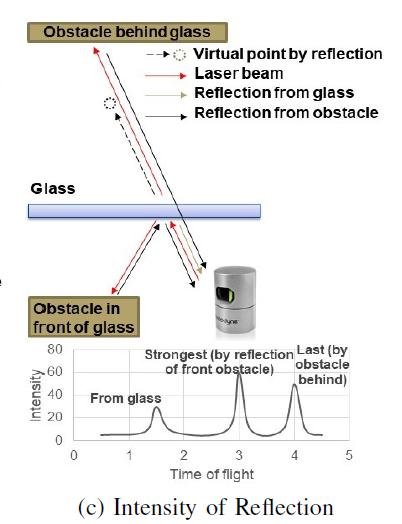 Obstacle behind glass
Virtual point by reflection
Laser beam
Reflection from glass
Reflection from obstacle
Glass
Obstacle in
front of glass
Strongest (by reflection
of front obstacle)
Last (by
obstacle
behind)
From glass
Intensity
80
60
40
20
0
0 1 2 3 4 5
Time of flight
(c) Intensity of Reflection